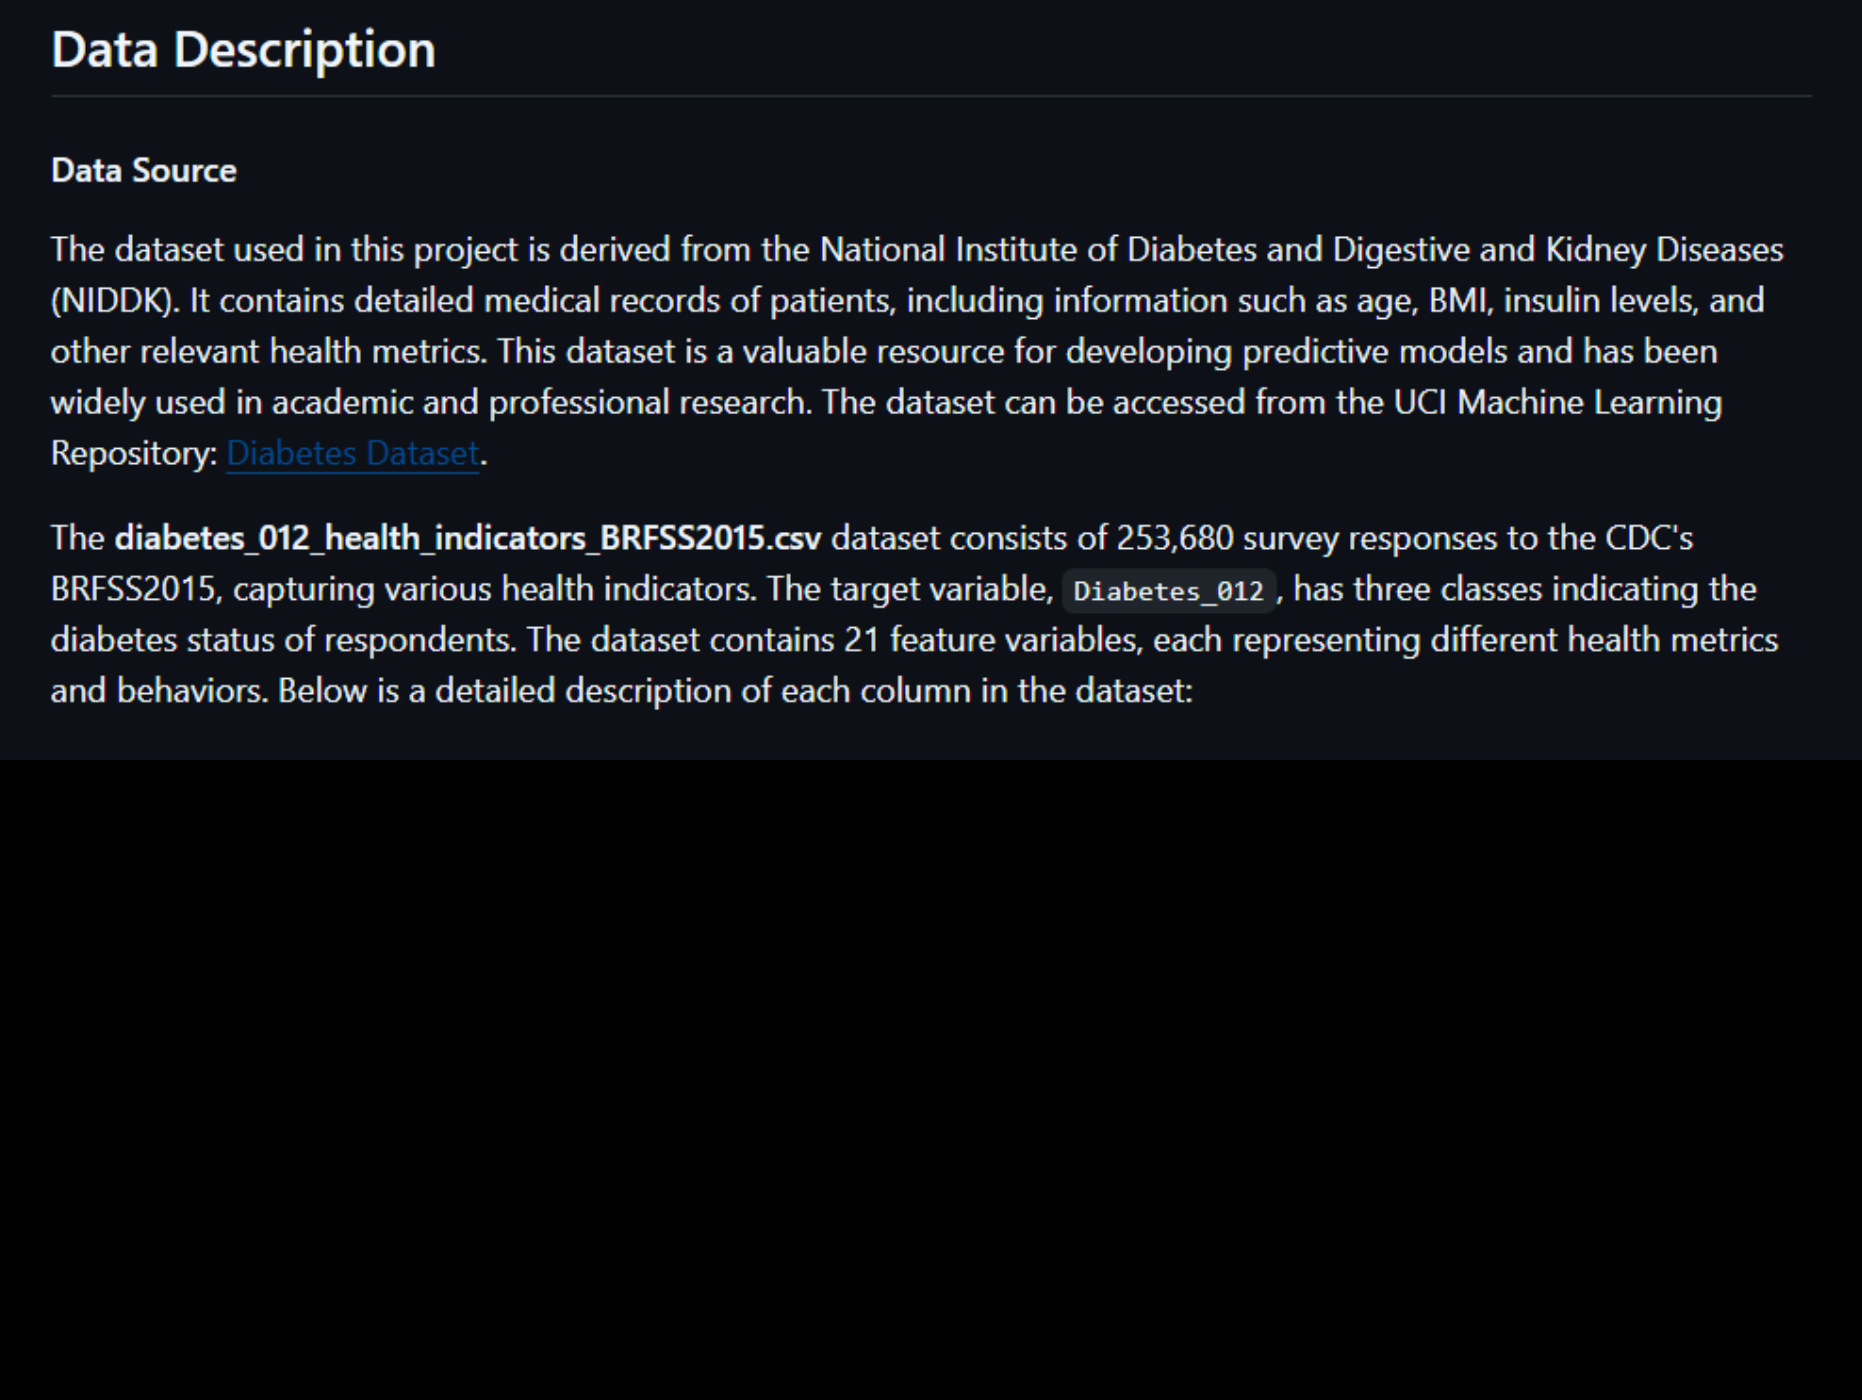 Data Description
Data Source
The dataset used in this project is derived from the National Institute of Diabetes and Digestive and Kidney Diseases
(NIDDK). It contains detailed medical records of patients, including information such as age, BMI, insulin levels, and
other relevant health metrics. This dataset is a valuable resource for developing predictive models and has been
widely used in academic and professional research. The dataset can be accessed from the UCI Machine Learning
Repository: Diabetes Dataset.
The diabetes_012_health_indicators_BRFSS2015.csv dataset consists of 253,680 survey responses to the CDC's
BRFSS2015, capturing various health indicators. The target variable, Diabetes_012, has three classes indicating the
diabetes status of respondents. The dataset contains 21 feature variables, each representing different health metrics
and behaviors. Below is a detailed description of each column in the dataset: